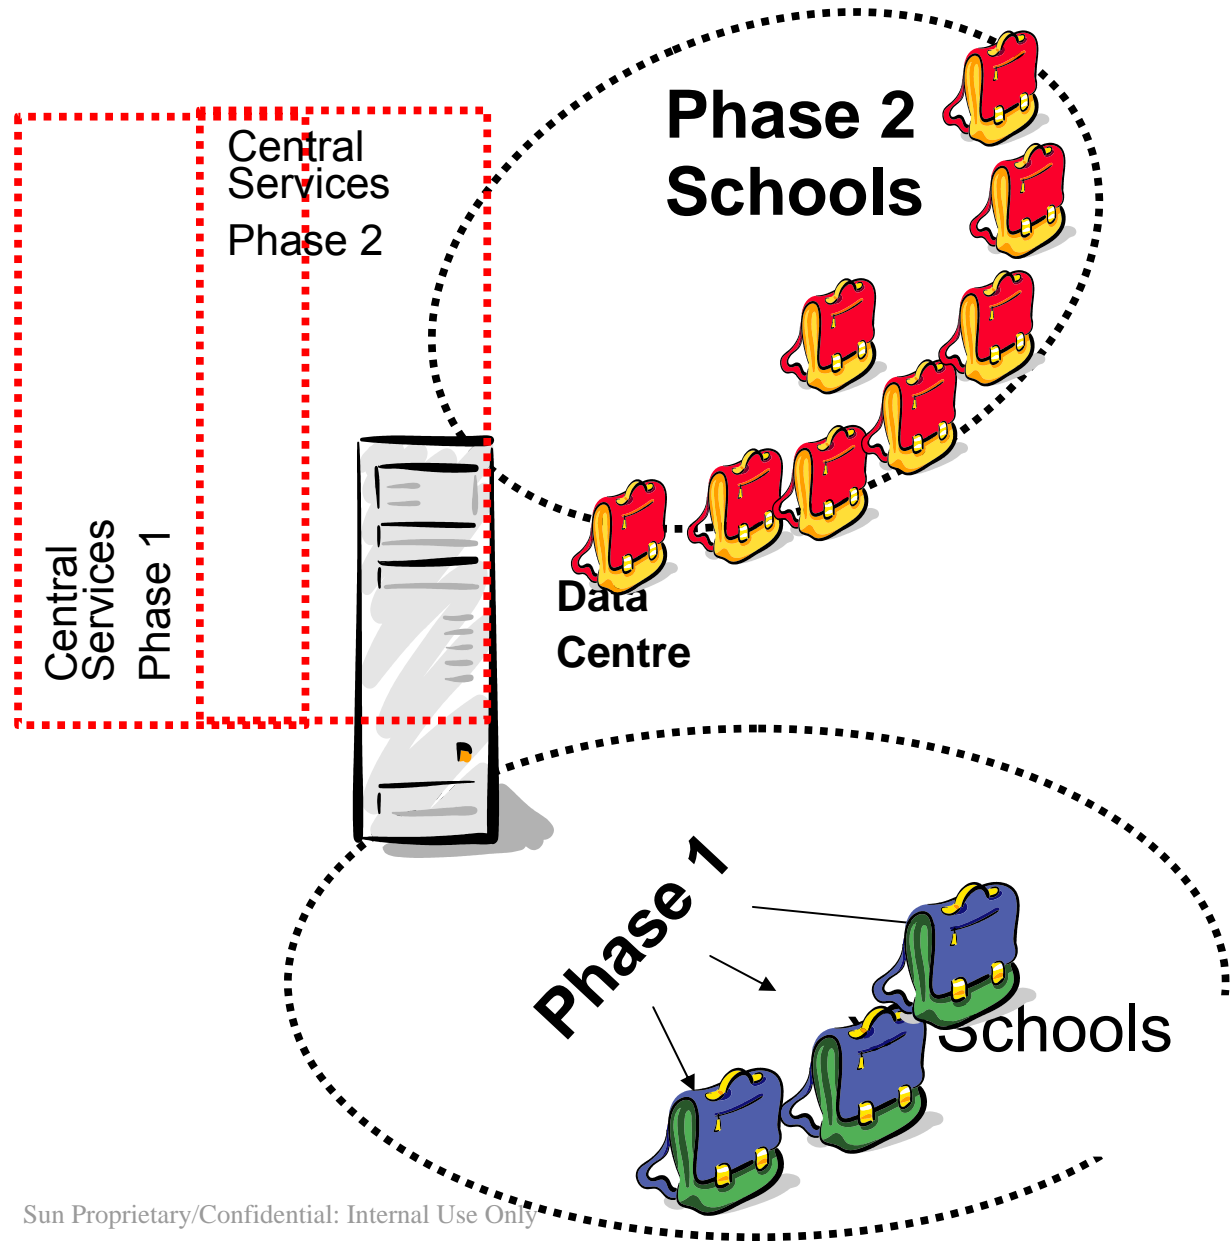 Phase 2
Schools
Central
Services
Phase 2
Central
Services
Phase 1
Data
Centre
Phase 1
Schools
Sun Proprietary/Confidential: Internal Use Only